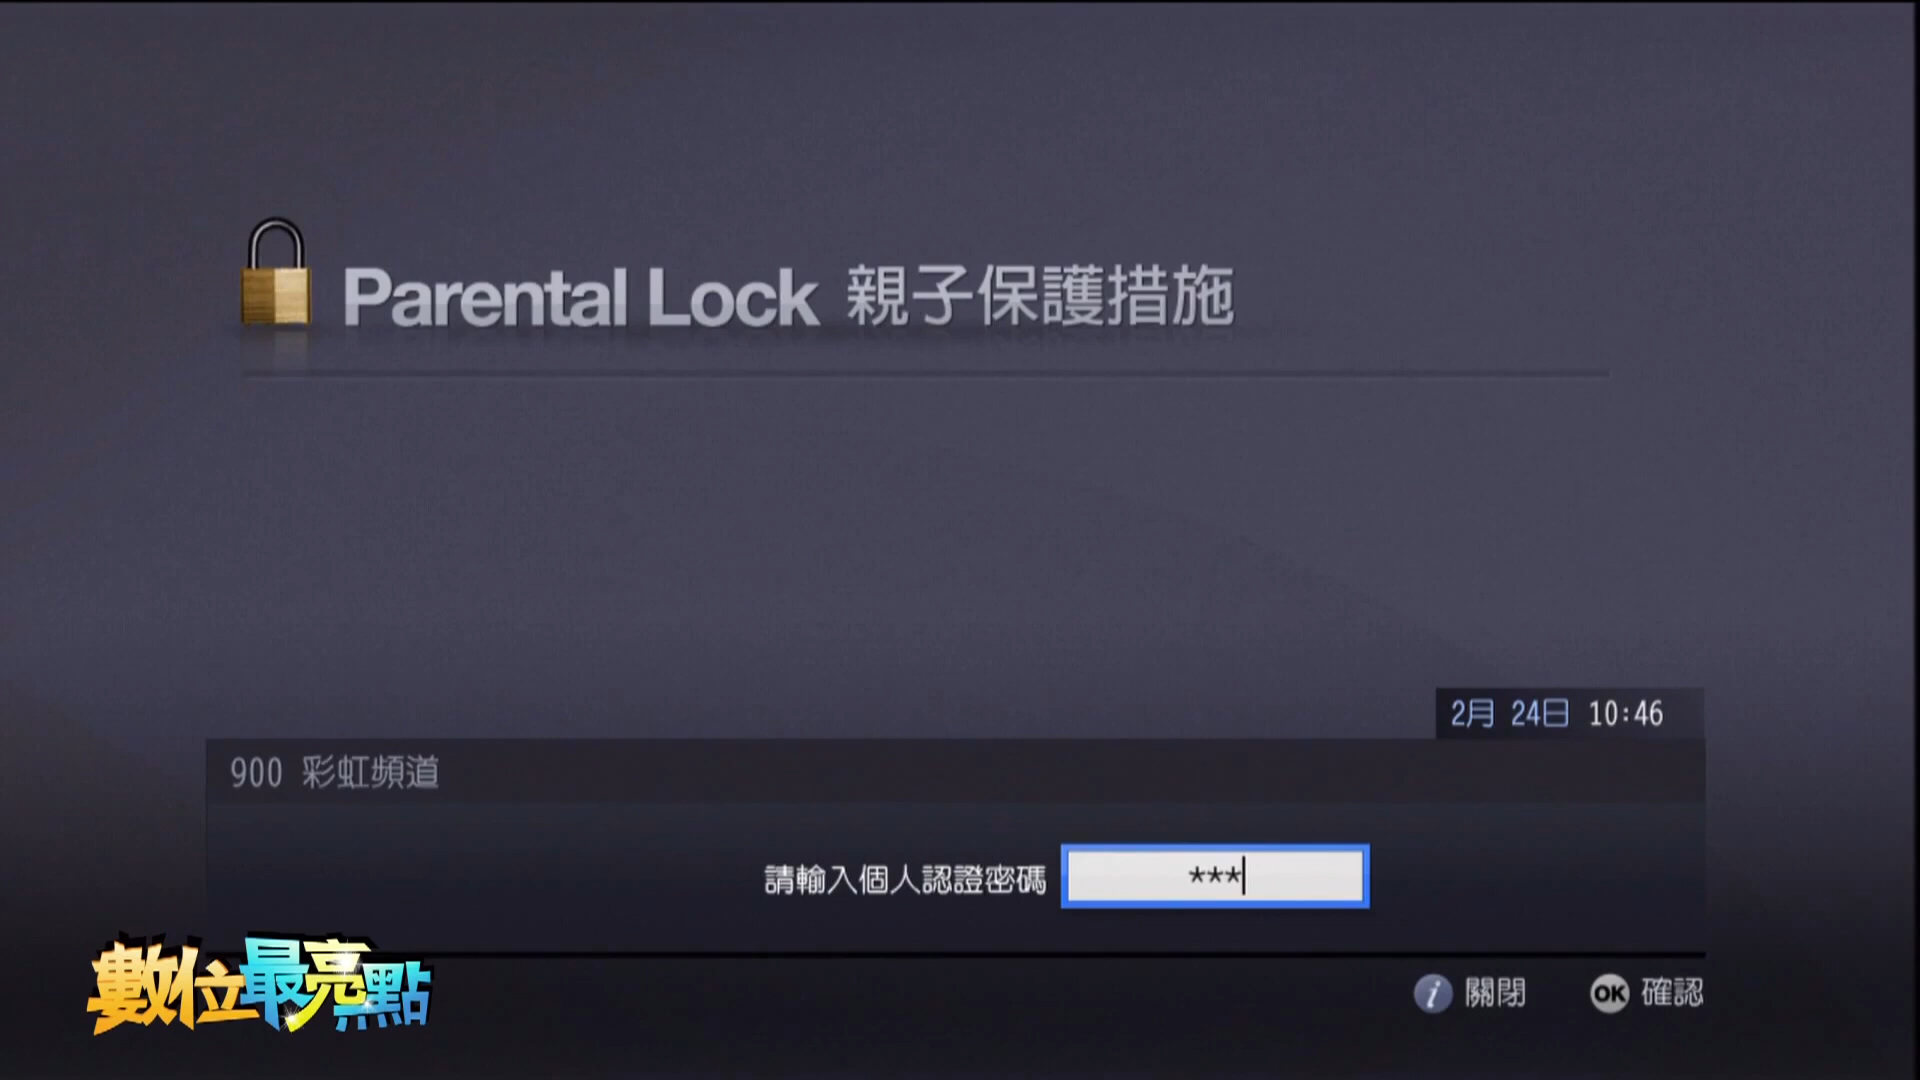 Parental Lock 親子保護措施
2月 24日 10:46
900 彩虹頻道
請輸入個人認證密碼 ***
數位最亮點
i 關閉 OK 確認